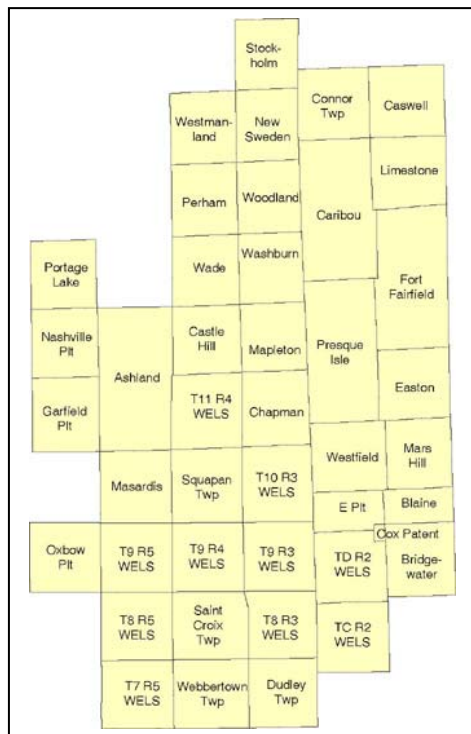 Stock-
holm
Connor
Twp
Caswell
Westman-
land
New
Sweden
Limestone
Perham
Woodland
Caribou
Portage
Lake
Wade
Washburn
Fort
Fairfield
Nashville
Plt
Castle
Hill
Mapleton
Presque
Isle
Ashland
Garfield
Plt
T11 R4
WELS
Chapman
Easton
Masardis
Squapan
Twp
T10 R3
WELS
Westfield
Mars
Hill
E Plt
Blaine
Cox Patent
Oxbow
Plt
T9 R5
WELS
T9 R4
WELS
T9 R3
WELS
TD R2
WELS
Bridge-
water
T8 R5
WELS
Saint
Croix
Twp
T8 R3
WELS
TC R2
WELS
T7 R5
WELS
Webbertown
Twp
Dudley
Twp